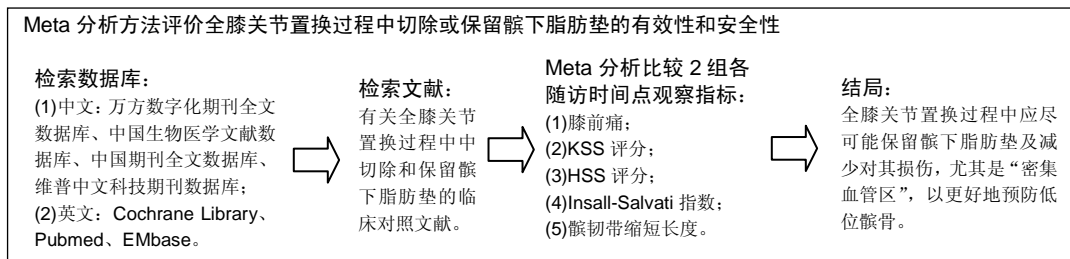 Meta 分析方法评价全膝关节置换过程中切除或保留髌下脂肪垫的有效性和安全性
检索数据库：
(1)中文：万方数字化期刊全文
数据库、中国生物医学文献数
据库、中国期刊全文数据库、
维普中文科技期刊数据库；
(2)英文：Cochrane Library、
Pubmed、EMbase。
检索文献：
有关全膝关节
置换过程中中
切除和保留髌
下脂肪垫的临
床对照文献。
Meta 分析比较 2 组各
随访时间点观察指标：
(1)膝前痛；
(2)KSS 评分；
(3)HSS 评分；
(4)Insall-Salvati 指数；
(5)髌韧带缩短长度。
结局：
全膝关节置换过程中应尽
可能保留髌下脂肪垫及减
少对其损伤，尤其是“密集
血管区”，以更好地预防低
位髌骨。